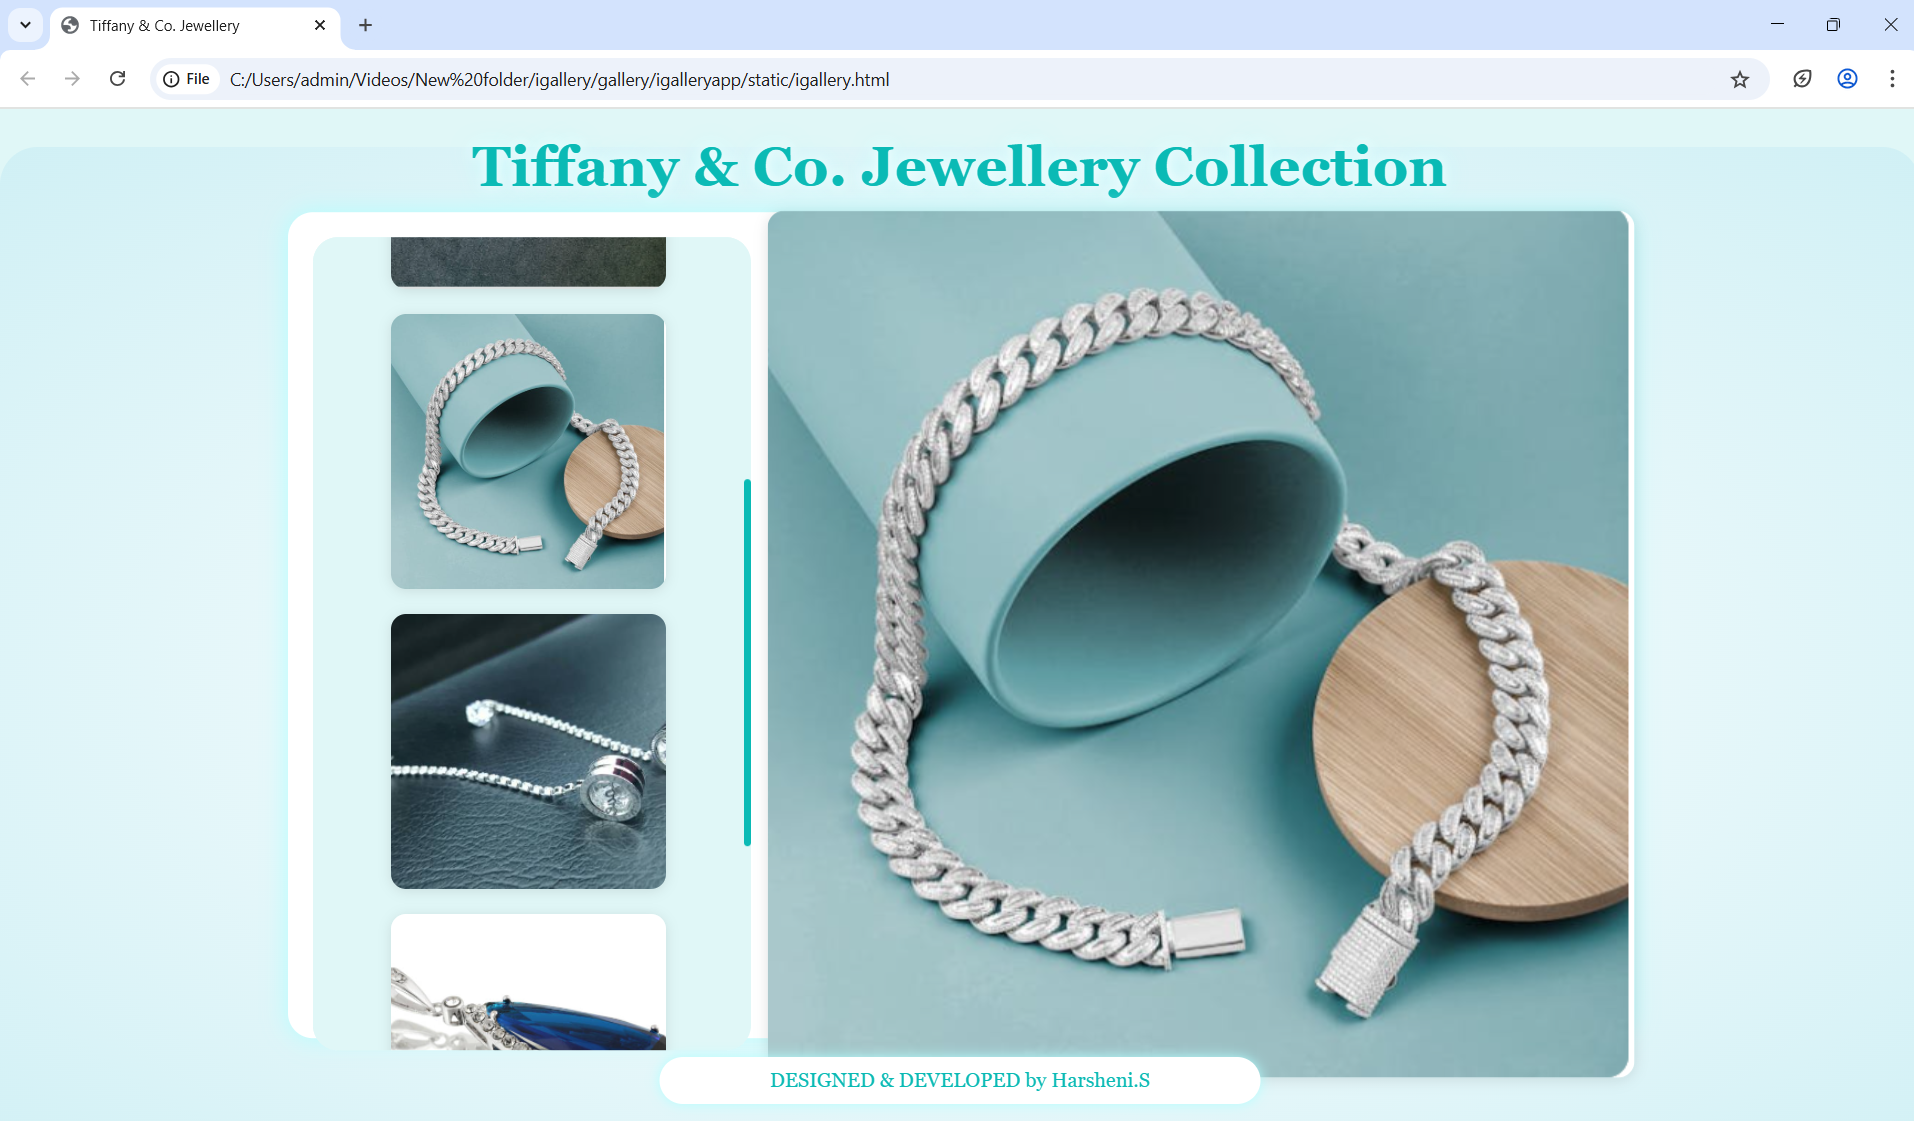 Tiffany & Co. Jewellery
File
C:/Users/admin/Videos/New%20folder/igallery/gallery/igalleryapp/static/igallery.html
Tiffany & Co. Jewellery Collection
DESIGNED & DEVELOPED by Harsheni.S